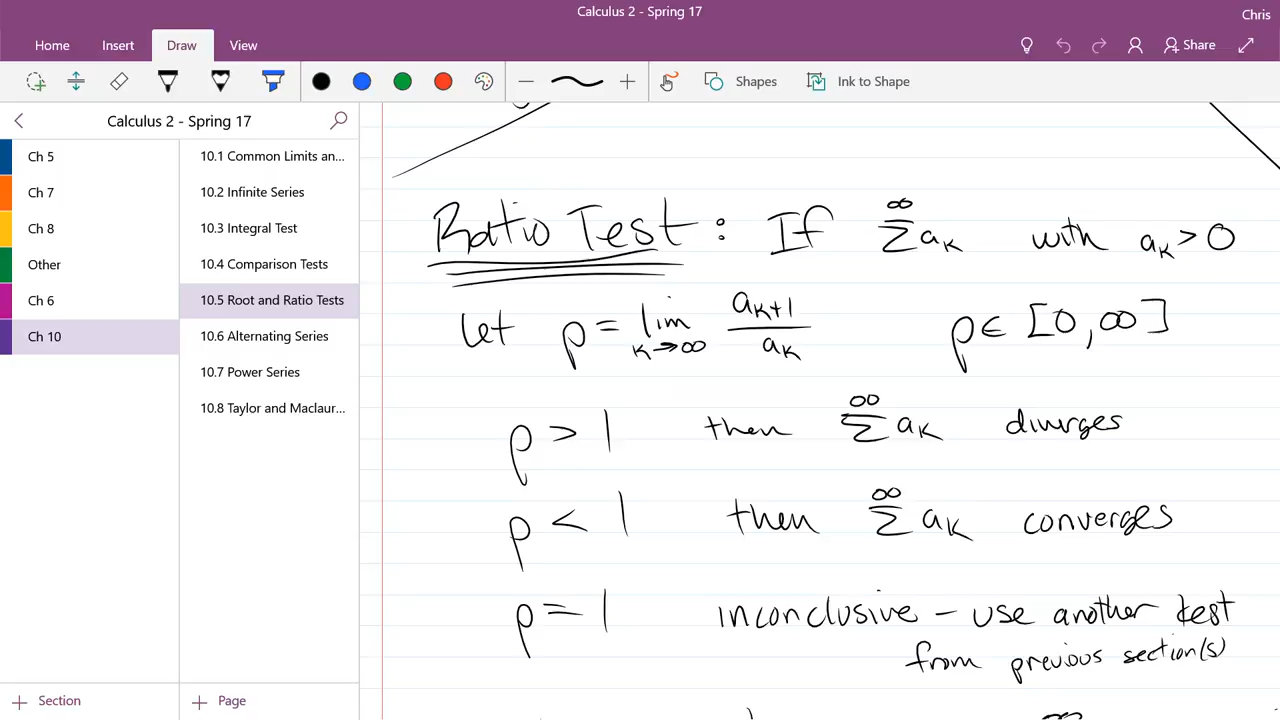 Calculus 2 - Spring 17
Chris
Home Insert Draw View Share
Shapes Ink to Shape
Calculus 2 - Spring 17
Ch 5
Ch 7
Ch 8
Other
Ch 6
Ch 10
10.1 Common Limits an...
10.2 Infinite Series
10.3 Integral Test
10.4 Comparison Tests
10.5 Root and Ratio Tests
10.6 Alternating Series
10.7 Power Series
10.8 Taylor and Maclaur...
+ Section
+ Page
Ratio Test: If ∑^∞ a_K with a_K > 0
Let ρ = lim_{K→∞} a_{K+1}/a_K ρ ∈ [0, ∞]
ρ > 1 then ∑^∞ a_K diverges
ρ < 1 then ∑^∞ a_K converges
ρ = 1 inconclusive - use another test
from previous section(s)